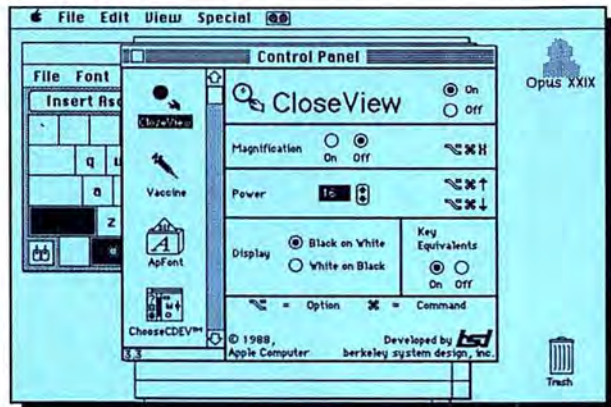 File Edit View Special
Control Panel
Opus XXIX
File Font
Insert Asc
q
a
z
CloseView
Vaccine
ApFont
ChooseCDEV™
3.3
CloseView
On
Off
Magnification
On Off
⌥⌘X
Power
16
⌥⌘↑
⌥⌘↓
Display
Black on White
White on Black
Key
Equivalents
On Off
⌥ = Option ⌘ = Command
© 1988,
Apple Computer
Developed by bsd
berkeley system design, inc.
Trash